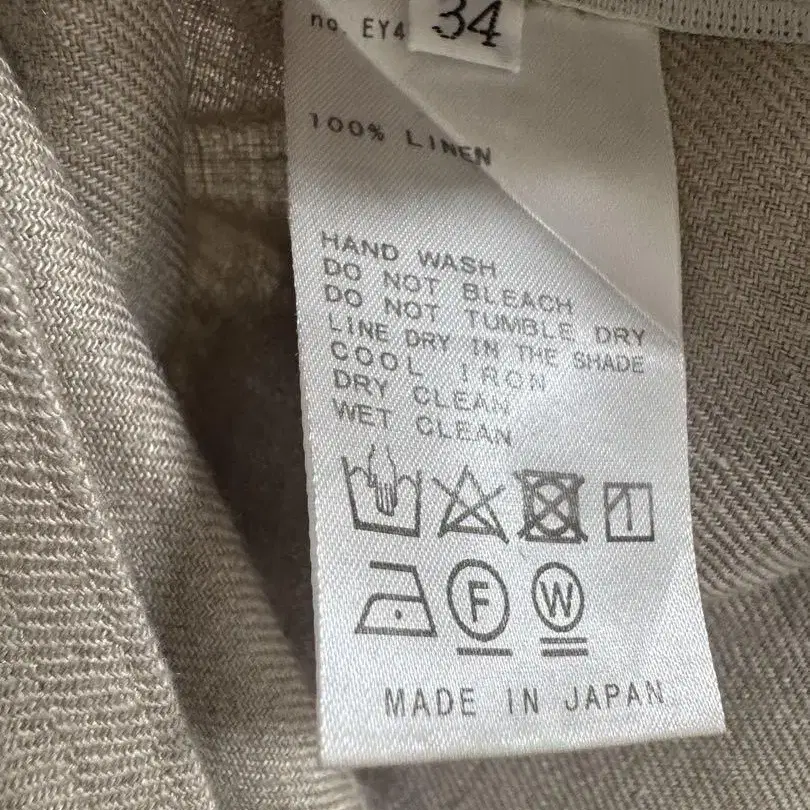 no. EY4
34
100% LINEN
HAND WASH
DO NOT BLEACH
DO NOT TUMBLE DRY
LINE DRY IN THE SHADE
COOL IRON
DRY CLEAN
WET CLEAN
F
W
MADE IN JAPAN